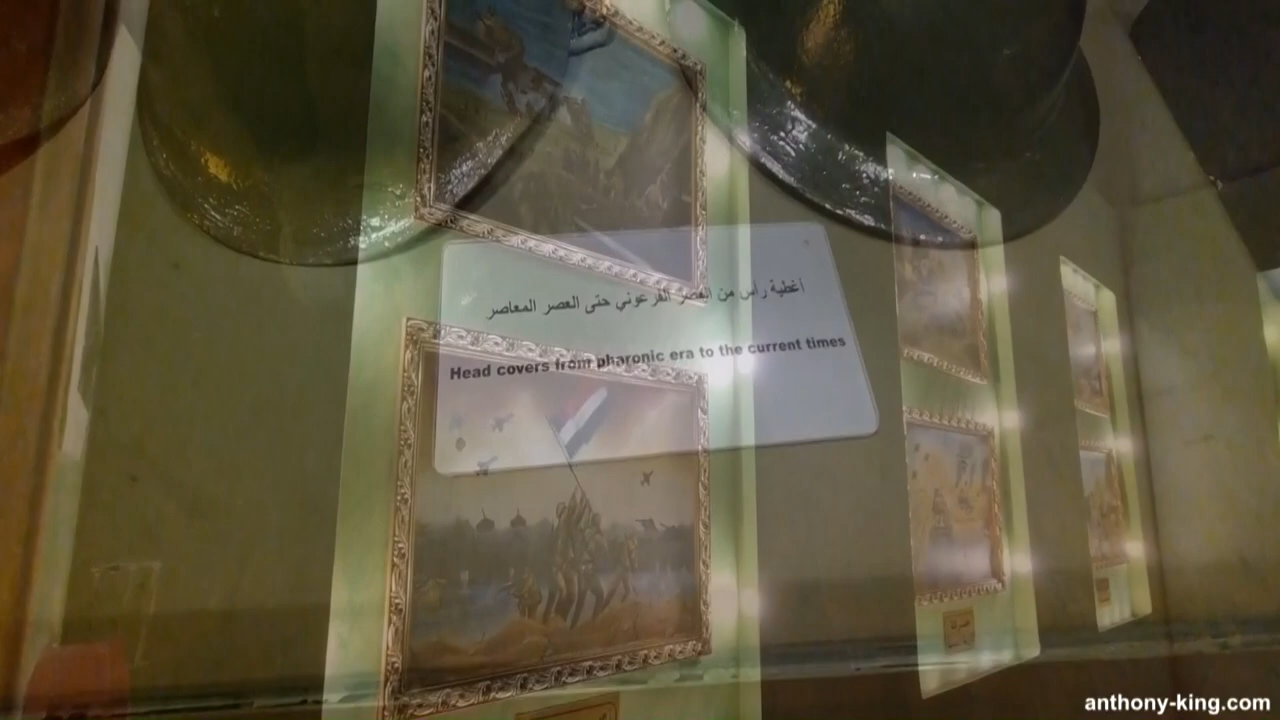 أغطية رأس من العصر الفرعوني حتى العصر المعاصر
Head covers from pharonic era to the current times
anthony-king.com